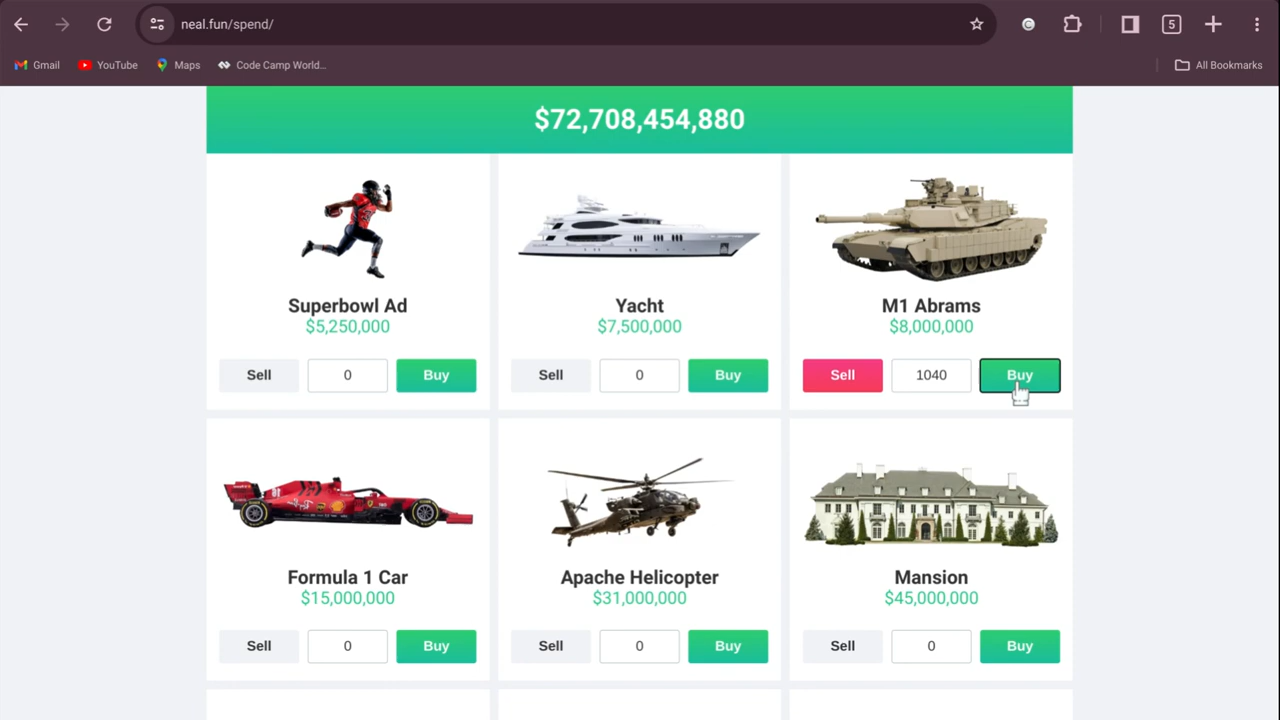 neal.fun/spend/
5
Gmail
YouTube
Maps
Code Camp World...
All Bookmarks
$72,708,454,880
Superbowl Ad
$5,250,000
Sell
0
Buy
Yacht
$7,500,000
Sell
0
Buy
M1 Abrams
$8,000,000
Sell
1040
Buy
Formula 1 Car
$15,000,000
Sell
0
Buy
Apache Helicopter
$31,000,000
Sell
0
Buy
Mansion
$45,000,000
Sell
0
Buy